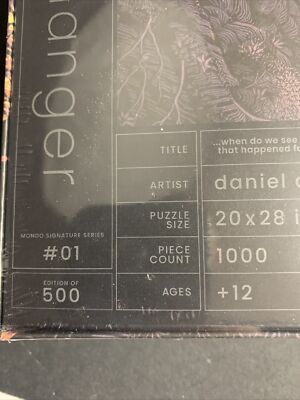 anger
TITLE
...when do we see
that happened fo
ARTIST
daniel
PUZZLE
SIZE
20x28 i
PIECE
COUNT
1000
AGES
+12
MONDO SIGNATURE SERIES
#01
EDITION OF
500